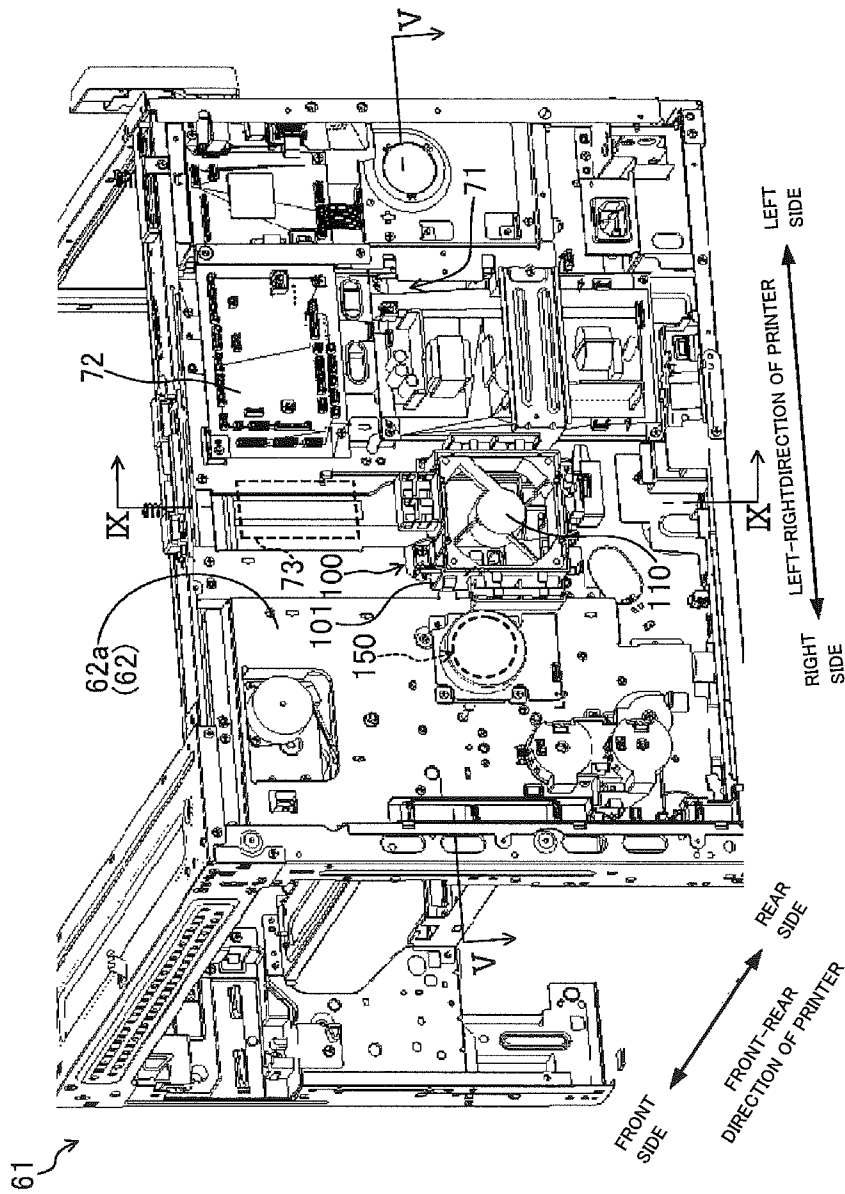 61
62a
(62)
IX
72
V
73
100
101
150
110
71
V
IX
FRONT
SIDE
FRONT-REAR
DIRECTION OF PRINTER
REAR
SIDE
RIGHT
SIDE
LEFT-RIGHTDIRECTION OF PRINTER
LEFT
SIDE